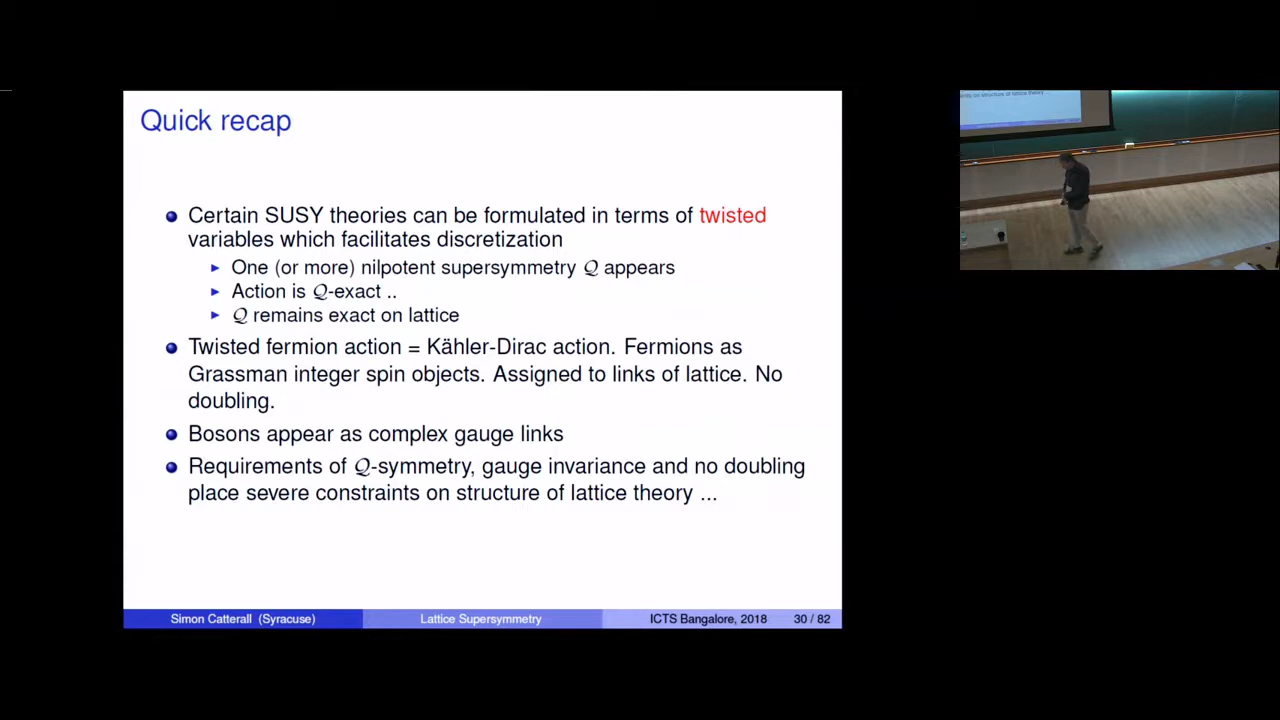 Quick recap
Certain SUSY theories can be formulated in terms of twisted
variables which facilitates discretization
One (or more) nilpotent supersymmetry Q appears
Action is Q-exact ..
Q remains exact on lattice
Twisted fermion action = Kähler-Dirac action. Fermions as
Grassman integer spin objects. Assigned to links of lattice. No
doubling.
Bosons appear as complex gauge links
Requirements of Q-symmetry, gauge invariance and no doubling
place severe constraints on structure of lattice theory ...
Simon Catterall (Syracuse) Lattice Supersymmetry ICTS Bangalore, 2018 30 / 82